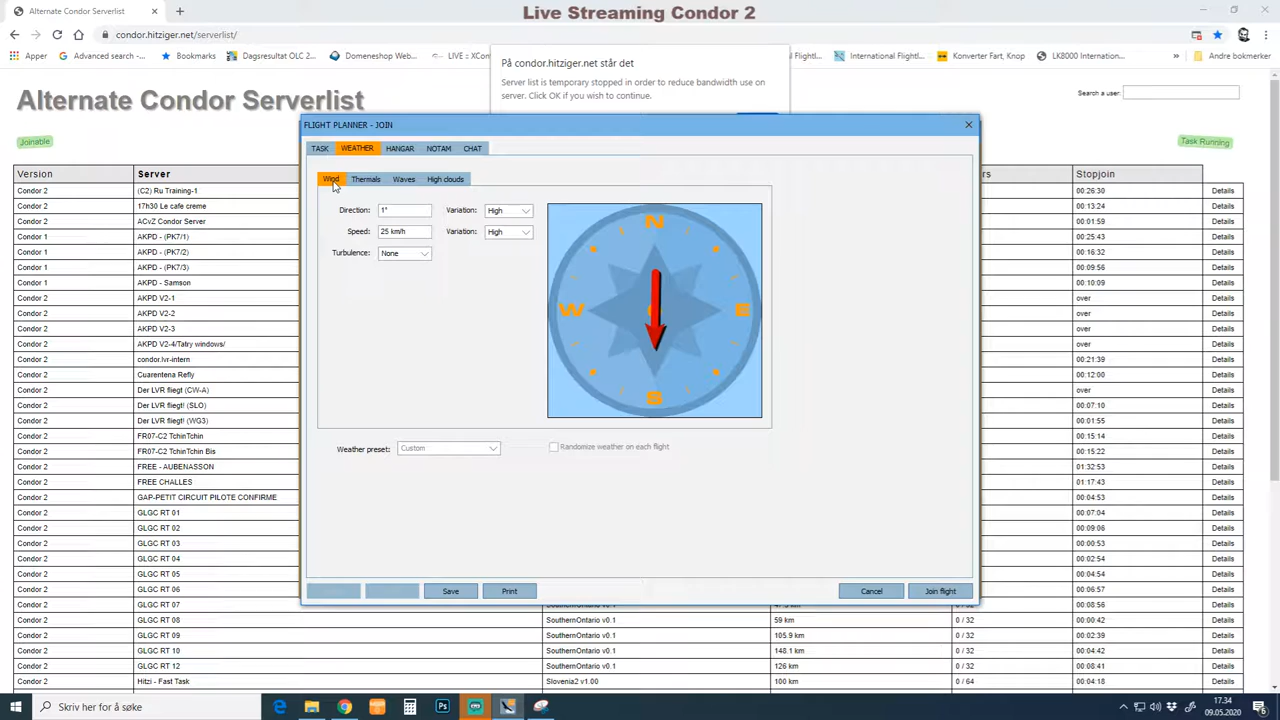 Live Streaming Condor 2
Alternate Condor Serverlist
condor.hitziger.net/serverlist/
Apper
Advanced search -...
Bookmarks
Dagsresultat OLC 2...
Domeneshop Web...
LIVE :: XCon
International Flightl...
Konverter Fart, Knop
LK8000 Internation...
»
Andre bokmerker
På condor.hitziger.net står det
Server list is temporary stopped in order to reduce bandwidth use on
server. Click OK if you wish to continue.
Alternate Condor Serverlist
Search a user:
Joinable
Task Running
FLIGHT PLANNER - JOIN
TASK WEATHER HANGAR NOTAM CHAT
Wind Thermals Waves High clouds
Direction: 1° Variation: High
Speed: 25 km/h Variation: High
Turbulence: None
N
W E
S
Weather preset: Custom
Randomize weather on each flight
Save Print Cancel Join flight
Version Server rs Stopjoin
Condor 2 (C2) Ru Training-1 00:26:30 Details
Condor 2 17h30 Le cafe creme 00:13:24 Details
Condor 2 ACvZ Condor Server 00:01:59 Details
Condor 1 AKPD - (PK7/1) 00:25:43 Details
Condor 1 AKPD - (PK7/2) 00:16:32 Details
Condor 1 AKPD - (PK7/3) 00:09:56 Details
Condor 1 AKPD - Samson 00:10:09 Details
Condor 2 AKPD V2-1 over Details
Condor 2 AKPD V2-2 over Details
Condor 2 AKPD V2-3 over Details
Condor 2 AKPD V2-4/Tatry windows/ over Details
Condor 2 condor.lvr-intern 00:21:39 Details
Condor 2 Cuarentena Refly 00:12:00 Details
Condor 2 Der LVR fliegt (CW-A) over Details
Condor 2 Der LVR fliegt! (SLO) 00:07:10 Details
Condor 2 Der LVR fliegt! (WG3) 00:01:55 Details
Condor 2 FR07-C2 TchinTchin 00:15:14 Details
Condor 2 FR07-C2 TchinTchin Bis 00:15:22 Details
Condor 2 FREE - AUBENASSON 01:32:53 Details
Condor 2 FREE CHALLES 01:17:43 Details
Condor 2 GAP-PETIT CIRCUIT PILOTE CONFIRME 00:04:53 Details
Condor 2 GLGC RT 01 00:07:04 Details
Condor 2 GLGC RT 02 00:09:06 Details
Condor 2 GLGC RT 03 00:00:53 Details
Condor 2 GLGC RT 04 00:02:54 Details
Condor 2 GLGC RT 05 00:04:54 Details
Condor 2 GLGC RT 06 00:06:57 Details
Condor 2 GLGC RT 07 SouthernOntario v0.1 0 / 32 00:08:56 Details
Condor 2 GLGC RT 08 SouthernOntario v0.1 59 km 0 / 32 00:00:42 Details
Condor 2 GLGC RT 09 SouthernOntario v0.1 105.9 km 0 / 32 00:02:39 Details
Condor 2 GLGC RT 10 SouthernOntario v0.1 148.1 km 0 / 32 00:04:42 Details
Condor 2 GLGC RT 12 SouthernOntario v0.1 126 km 0 / 32 00:08:41 Details
Condor 2 Hitzi - Fast Task Slovenia2 v1.00 100 km 0 / 64 00:04:18 Details
Skriv her for å søke
Ps
17.34
09.05.2020